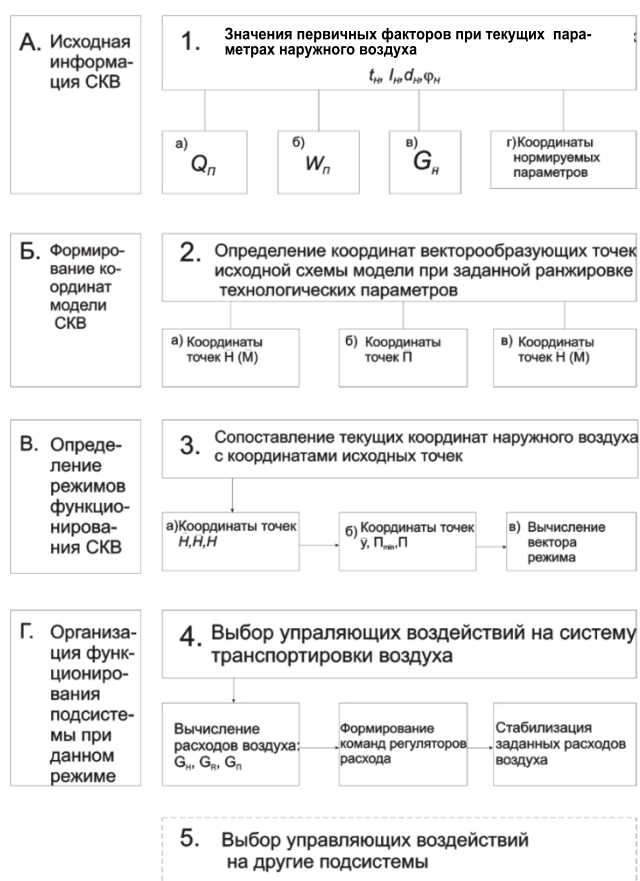 А. Исходная
информа-
ция СКВ
1. Значения первичных факторов при текущих пара-
метрах наружного воздуха
tн, Iн, dн, φн
а) Qп
б) Wп
в) Gн
г)Координаты
нормируемых
параметров
Б. Формиро-
вание ко-
ординат
модели
СКВ
2. Определение координат векторообразующих точек
исходной схемы модели при заданной ранжировке
технологических параметров
а) Координаты
точек Н (М)
б) Координаты
точек П
в) Координаты
точек Н (М)
В. Опреде-
ление
режимов
функцио-
нирова-
ния СКВ
3. Сопоставление текущих координат наружного воздуха
с координатами исходных точек
а)Координаты точек
Н,Н,Н
б) Координаты точек
ȳ, Пmin,П
в) Вычисление
вектора
режима
Г. Организа-
ция функ-
ционирo-
вания
подсисте-
мы при
данном
режиме
4. Выбор упраляющих воздействий на систему
транспортировки воздуха
Вычисление
расходов воздуха:
GН, GR, GП
Формирование
команд регуляторов
расхода
Стабилизация
заданных расходов
воздуха
5. Выбор управляющих воздействий
на другие подсистемы